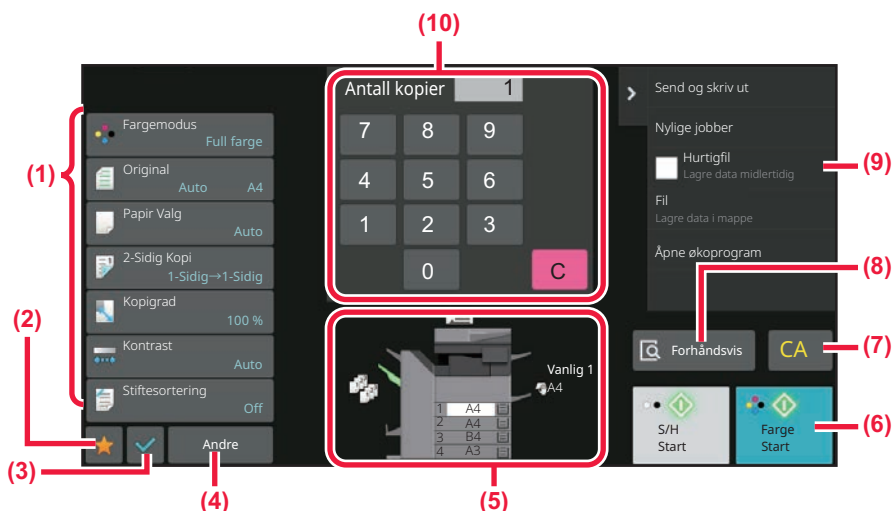 (10)
Antall kopier 1
7 8 9
4 5 6
1 2 3
0 C
(1)
Fargemodus
Full farge
Original
Auto A4
Papir Valg
Auto
2-Sidig Kopi
1-Sidig→1-Sidig
Kopigrad
100 %
Kontrast
Auto
Stiftesortering
Off
(2)
(3)
Andre
(4)
Vanlig 1
A4
1 A4
2 A4
3 B4
4 A3
(5)
Send og skriv ut
Nylige jobber
Hurtigfil
Lagre data midlertidig
(9)
Fil
Lagre data i mappe
Åpne økoprogram
(8)
Forhåndsvis
CA
(7)
S/H
Start
Farge
Start
(6)